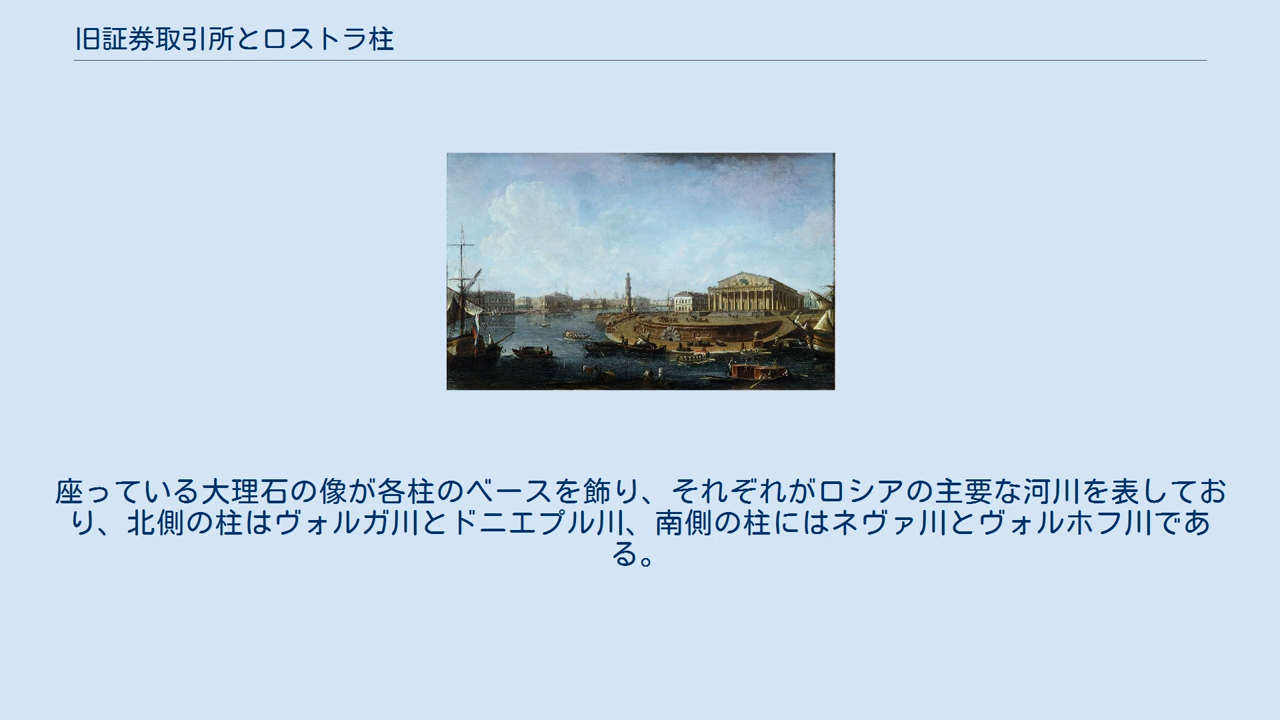 旧証券取引所とロストラ柱
座っている大理石の像が各柱のベースを飾り、それぞれがロシアの主要な河川を表してお
り、北側の柱はヴォルガ川とドニエプル川、南側の柱にはネヴァ川とヴォルホフ川であ
る。